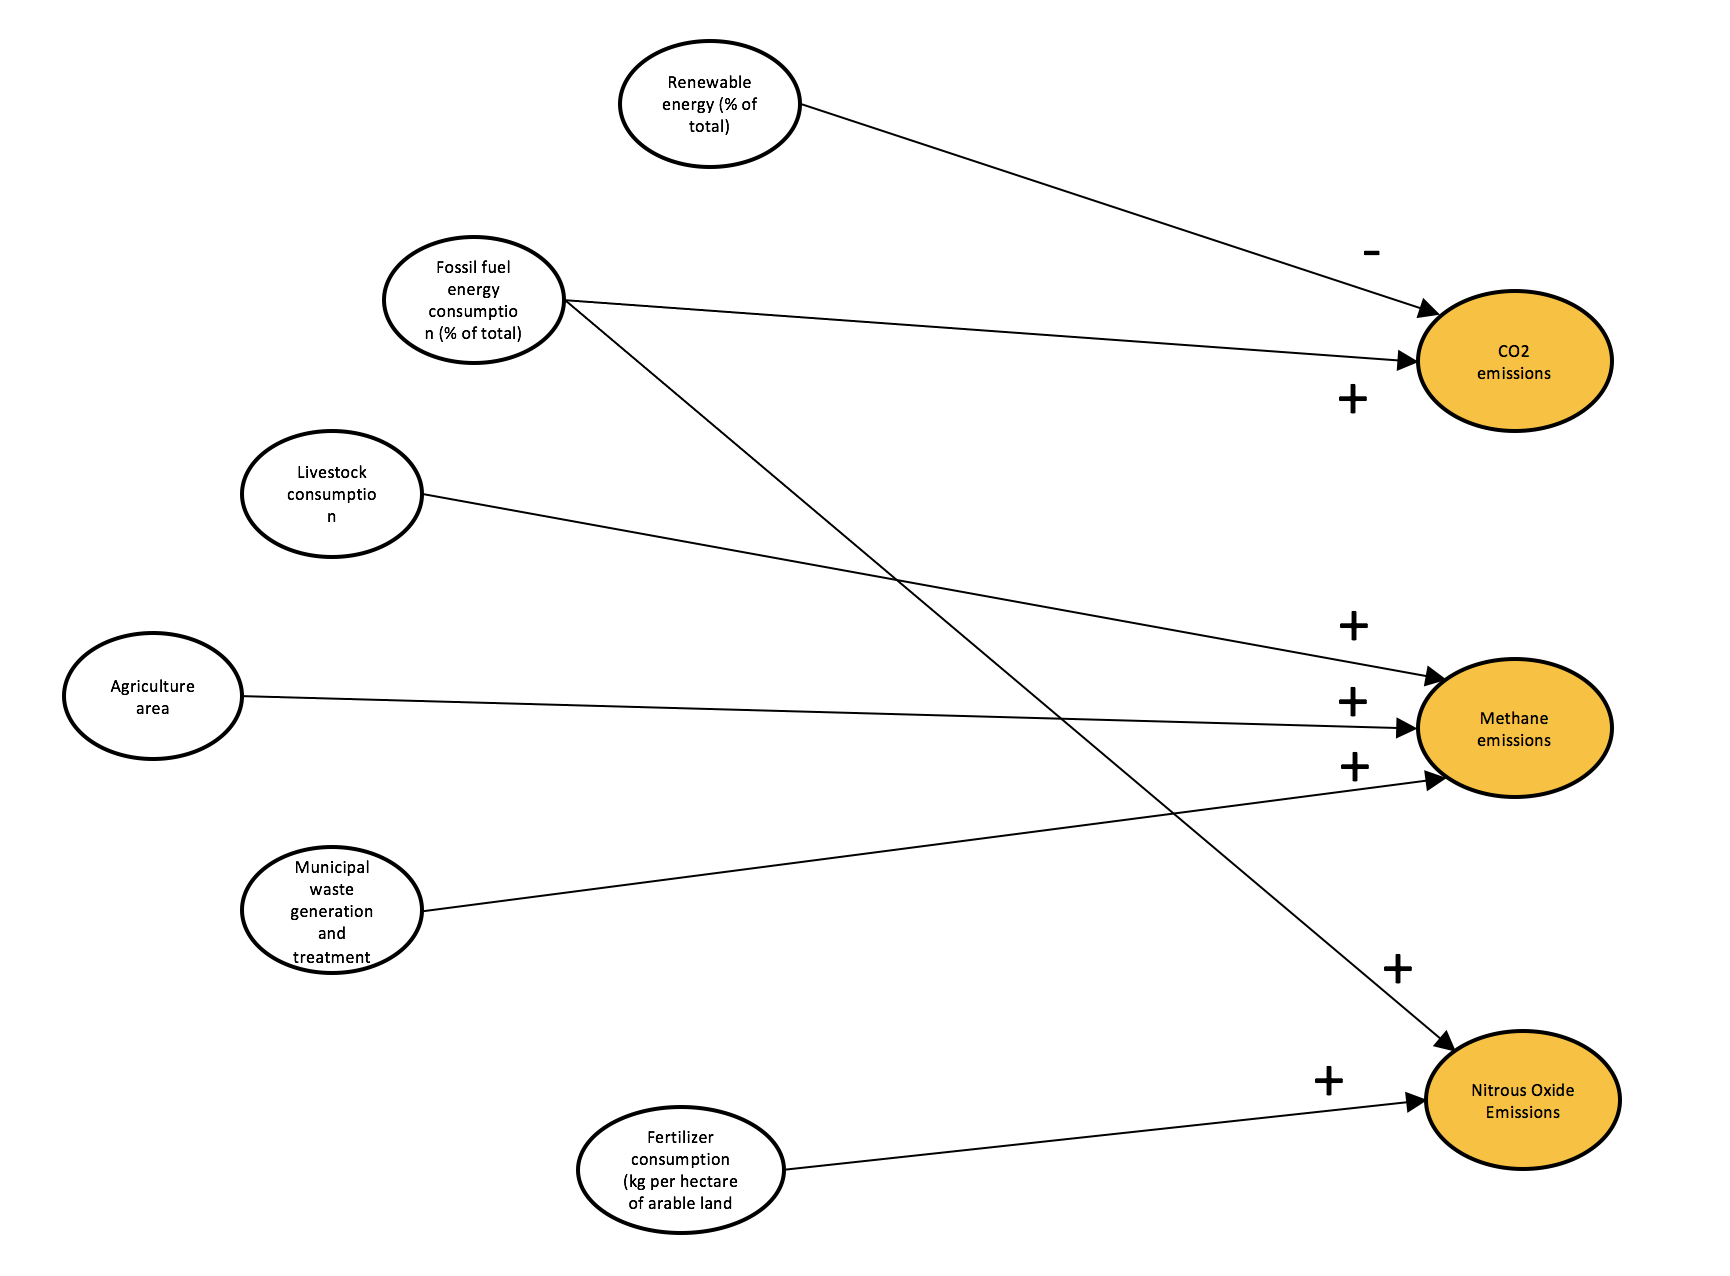 Renewable
energy (% of
total)
-
Fossil fuel
energy
consumptio
n (% of total)
CO2
emissions
+
Livestock
consumptio
n
+
Agriculture
area
+
Methane
emissions
+
Municipal
waste
generation
and
treatment
+
+
Nitrous Oxide
Emissions
Fertilizer
consumption
(kg per hectare
of arable land